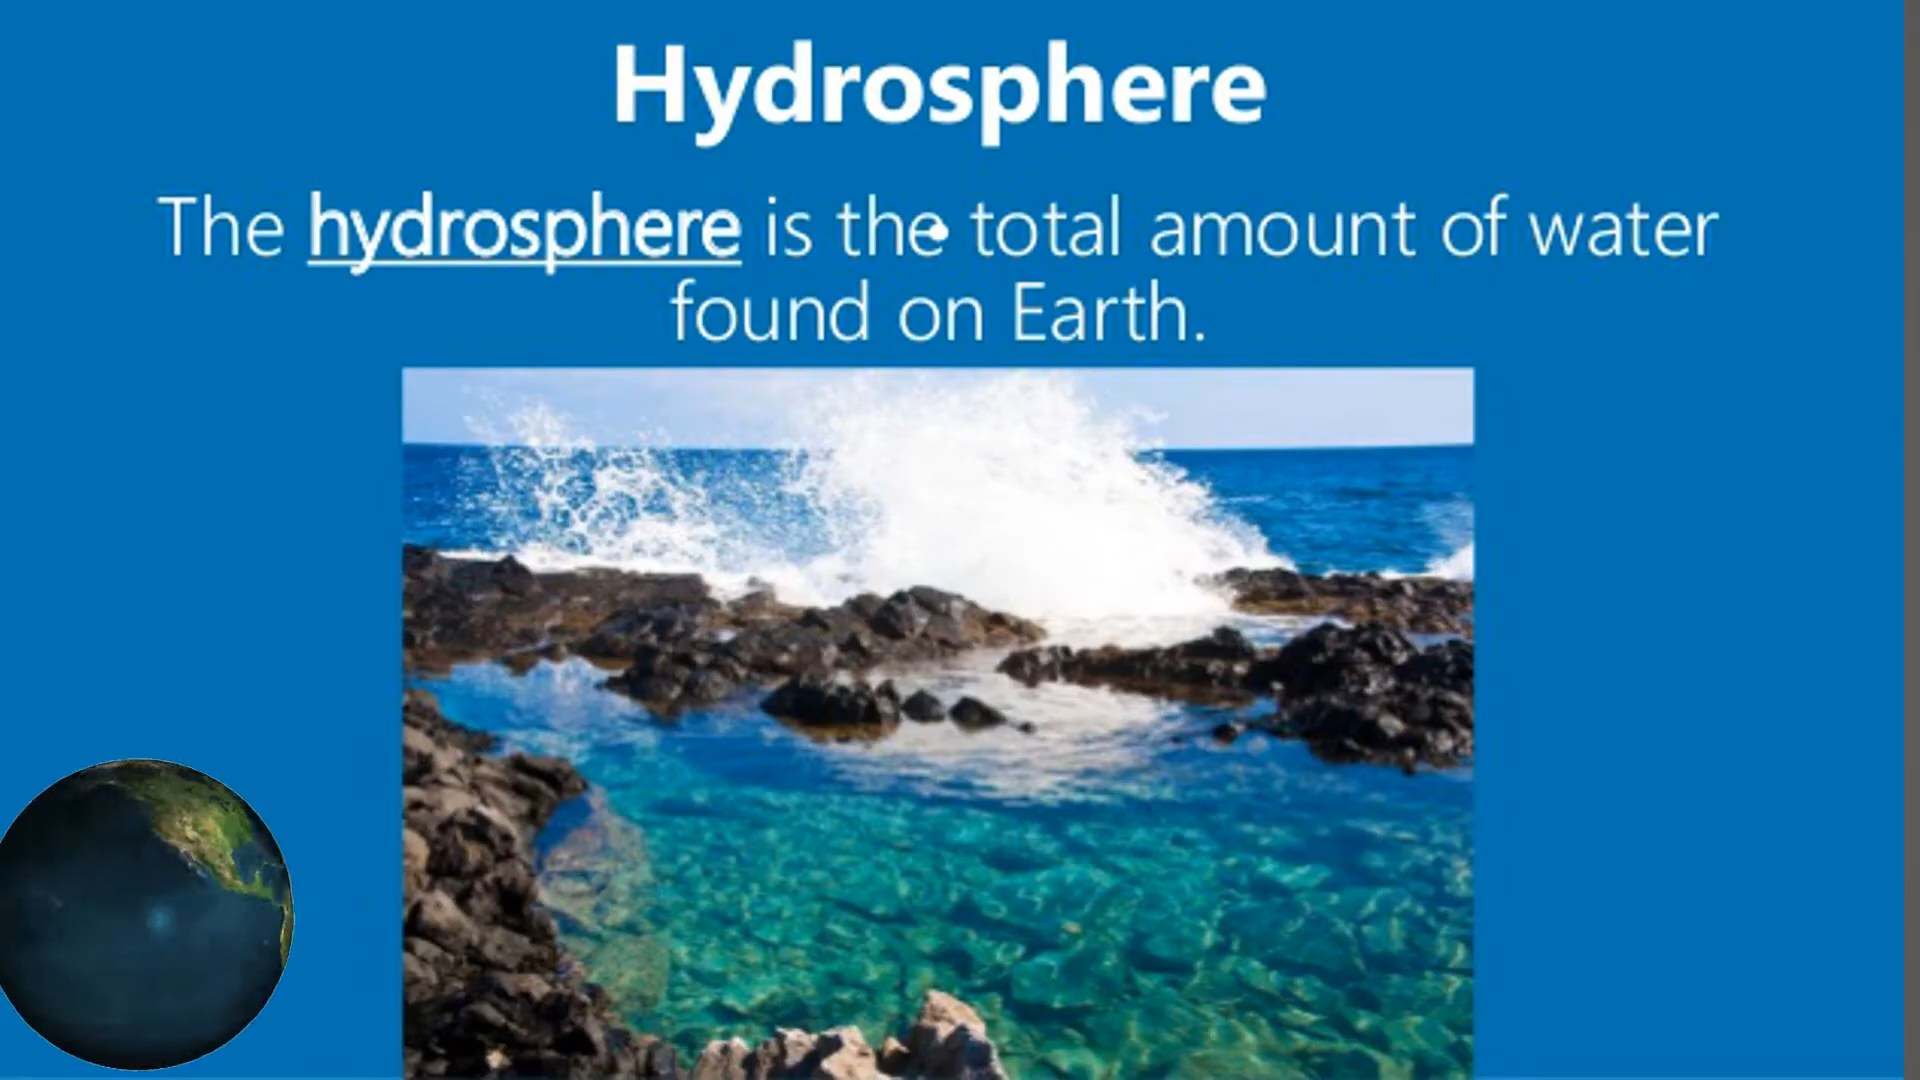 Hydrosphere
The hydrosphere is the total amount of water
found on Earth.